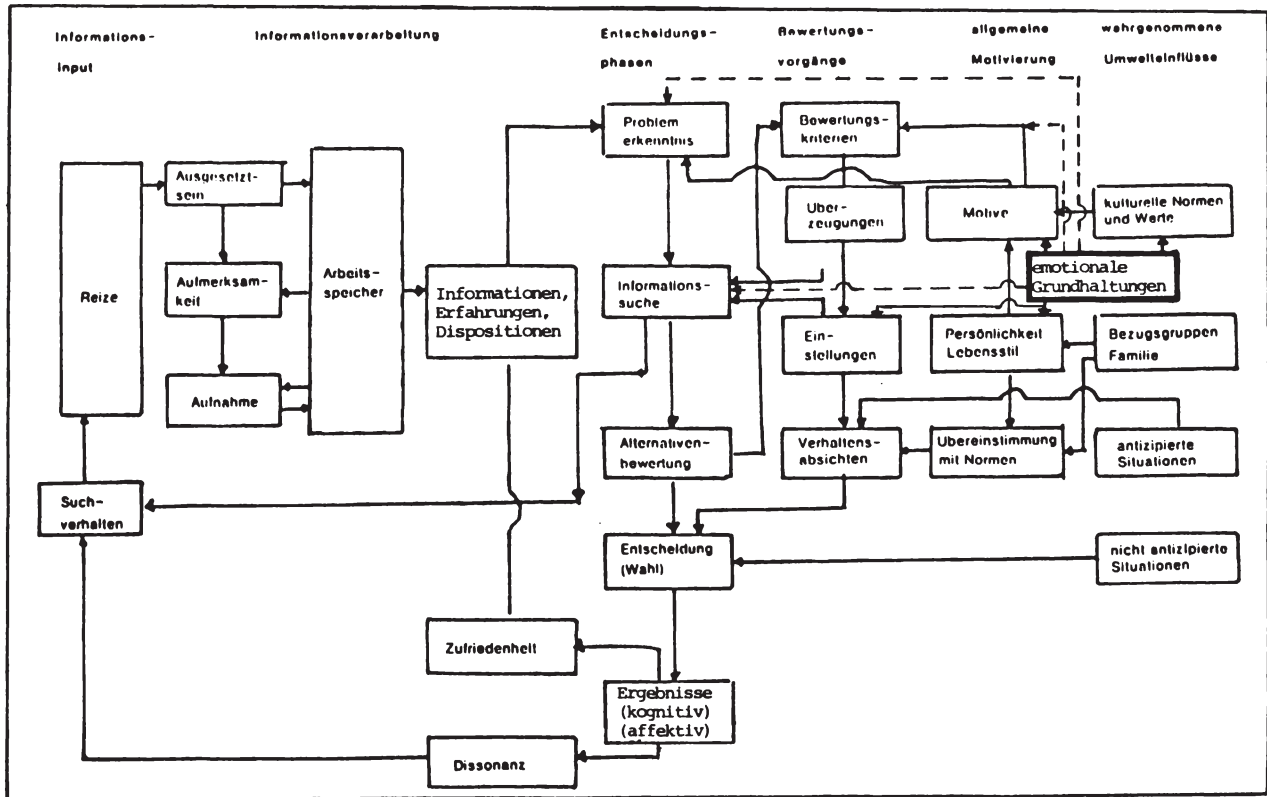 Informations-
Input
Informationsverarbeitung
Entscheidungs-
phasen
Bewertungs-
vorgänge
allgemeine
Motivierung
wahrgenommene
Umwelteinflüsse
Reize
Ausgesetzt-
sein
Aufmerksam-
keit
Aufnahme
Arbeits-
speicher
Informationen,
Erfahrungen,
Dispositionen
Such-
verhalten
Problem
erkenntnis
Informations-
suche
Alternativen-
bewertung
Entscheidung
(Wahl)
Ergebnisse
(kognitiv)
(affektiv)
Zufriedenheit
Dissonanz
Bewertungs-
kriterien
Über-
zeugungen
Ein-
stellungen
Verhaltens-
absichten
Motive
Persönlichkeit
Lebensstil
Übereinstimmung
mit Normen
kulturelle Normen
und Werte
emotionale
Grundhaltungen
Bezugsgruppen
Familie
antizipierte
Situationen
nicht antizipierte
Situationen